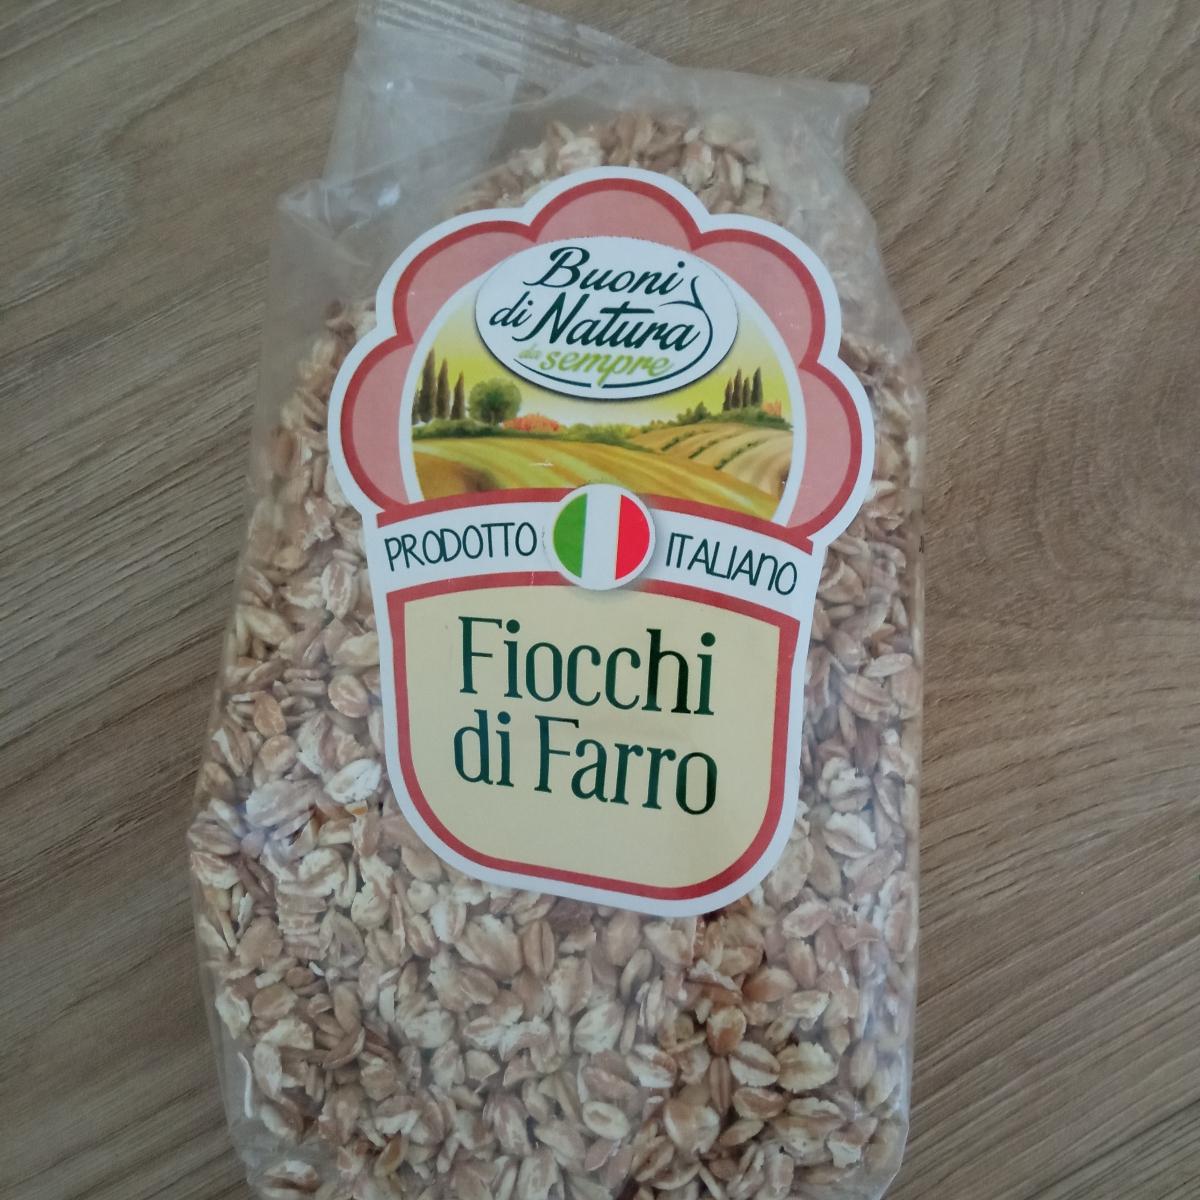 Buoni
di Natura
da sempre
PRODOTTO ITALIANO
Fiocchi
di Farro